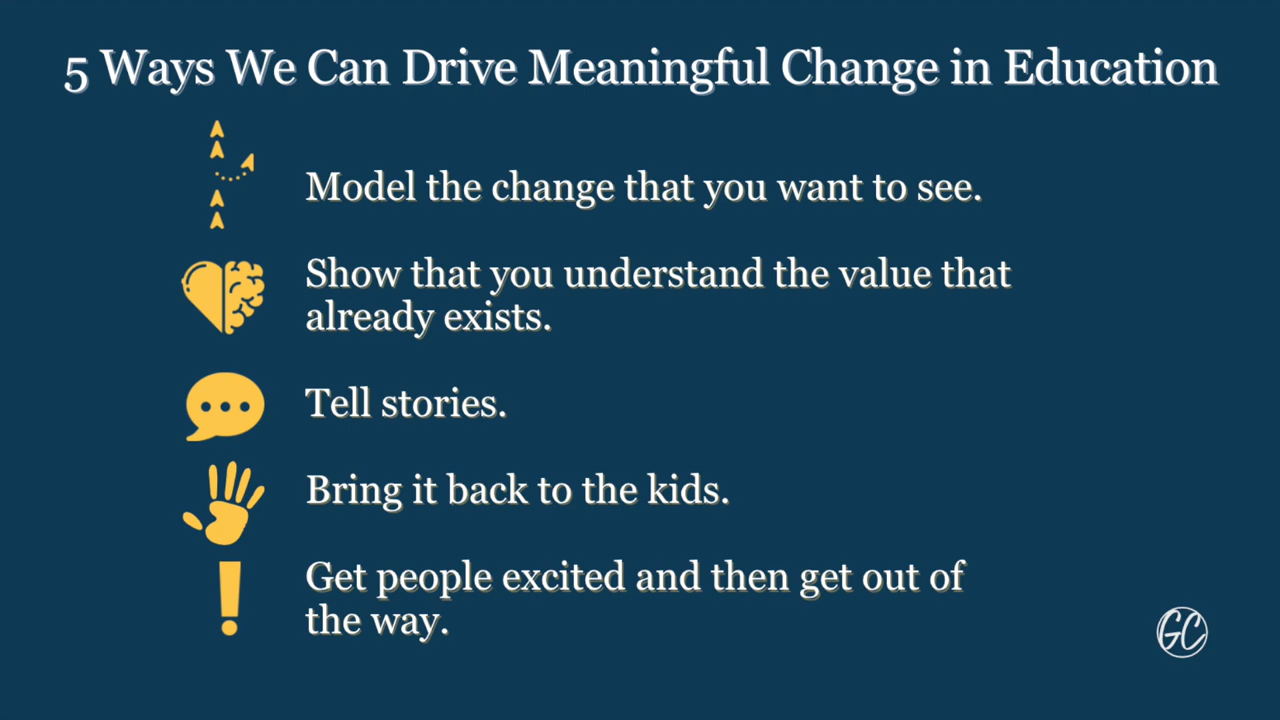 5 Ways We Can Drive Meaningful Change in Education
Model the change that you want to see.
Show that you understand the value that
already exists.
Tell stories.
Bring it back to the kids.
Get people excited and then get out of
the way.
GC